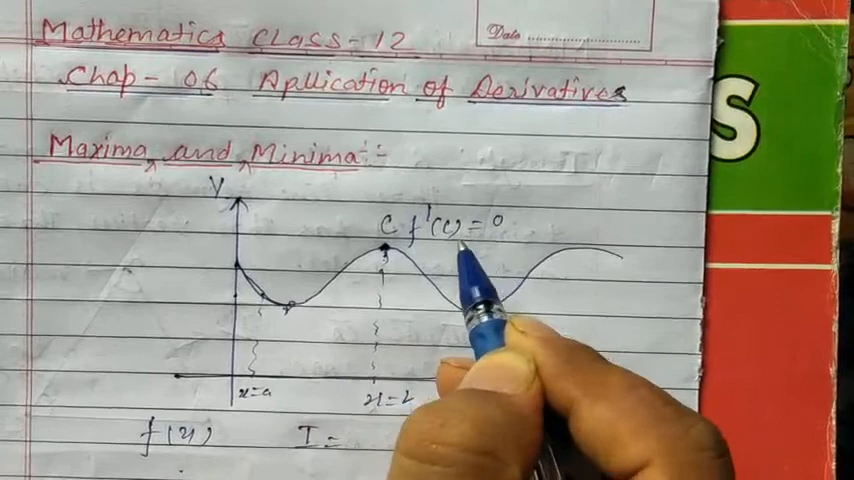 Date ..............................
Mathematics Class - 12
Chap - 06 Application of Derivatives
Maxima and Minima :-
y
C f'(c) = 0
x = a
f(x) I =
S